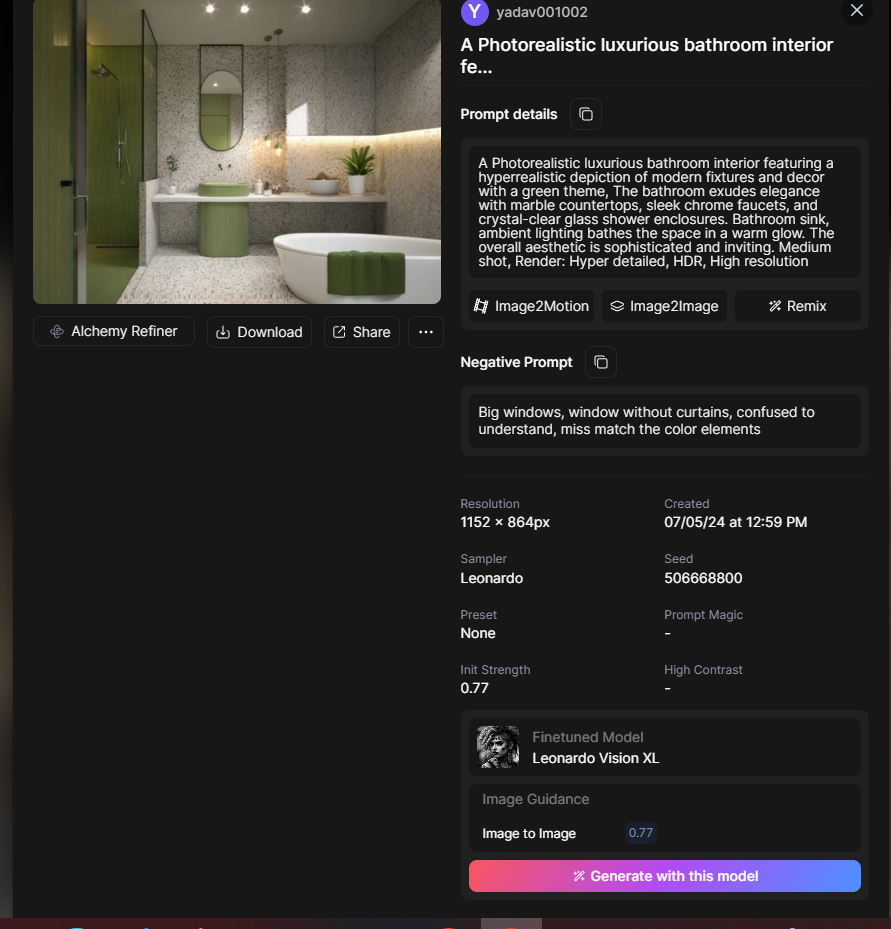 Y yadav001002
A Photorealistic luxurious bathroom interior
fe...
Prompt details
A Photorealistic luxurious bathroom interior featuring a
hyperrealistic depiction of modern fixtures and decor
with a green theme, The bathroom exudes elegance
with marble countertops, sleek chrome faucets, and
crystal-clear glass shower enclosures. Bathroom sink,
ambient lighting bathes the space in a warm glow. The
overall aesthetic is sophisticated and inviting. Medium
shot, Render: Hyper detailed, HDR, High resolution
Image2Motion
Image2Image
Remix
Alchemy Refiner
Download
Share
Negative Prompt
Big windows, window without curtains, confused to
understand, miss match the color elements
Resolution
1152 × 864px
Created
07/05/24 at 12:59 PM
Sampler
Leonardo
Seed
506668800
Preset
None
Prompt Magic
-
Init Strength
0.77
High Contrast
-
Finetuned Model
Leonardo Vision XL
Image Guidance
Image to Image 0.77
Generate with this model